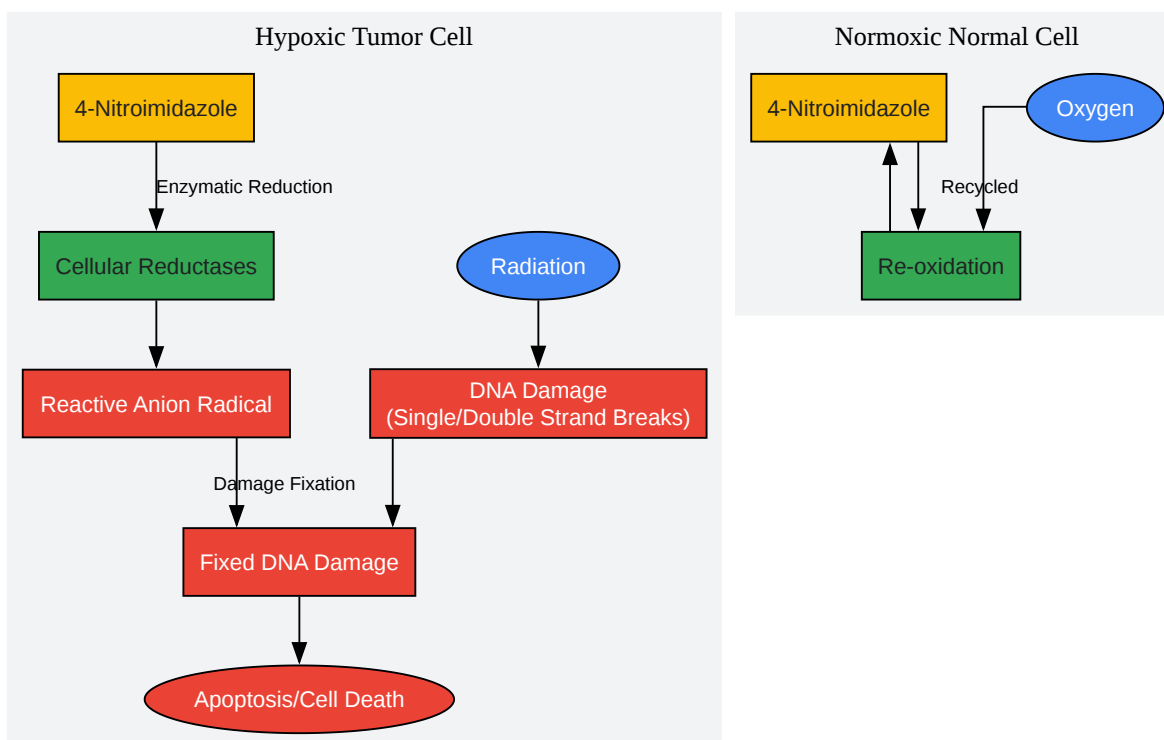 Hypoxic Tumor Cell
4-Nitroimidazole
Enzymatic Reduction
Cellular Reductases
Radiation
Reactive Anion Radical
DNA Damage
(Single/Double Strand Breaks)
Damage Fixation
Fixed DNA Damage
Apoptosis/Cell Death
Normoxic Normal Cell
4-Nitroimidazole
Oxygen
Recycled
Re-oxidation